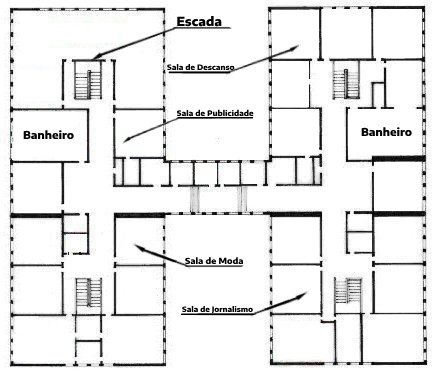 Escada
Sala de Descanso
Sala de Publicidade
Banheiro
Banheiro
Sala de Moda
Sala de Jornalismo